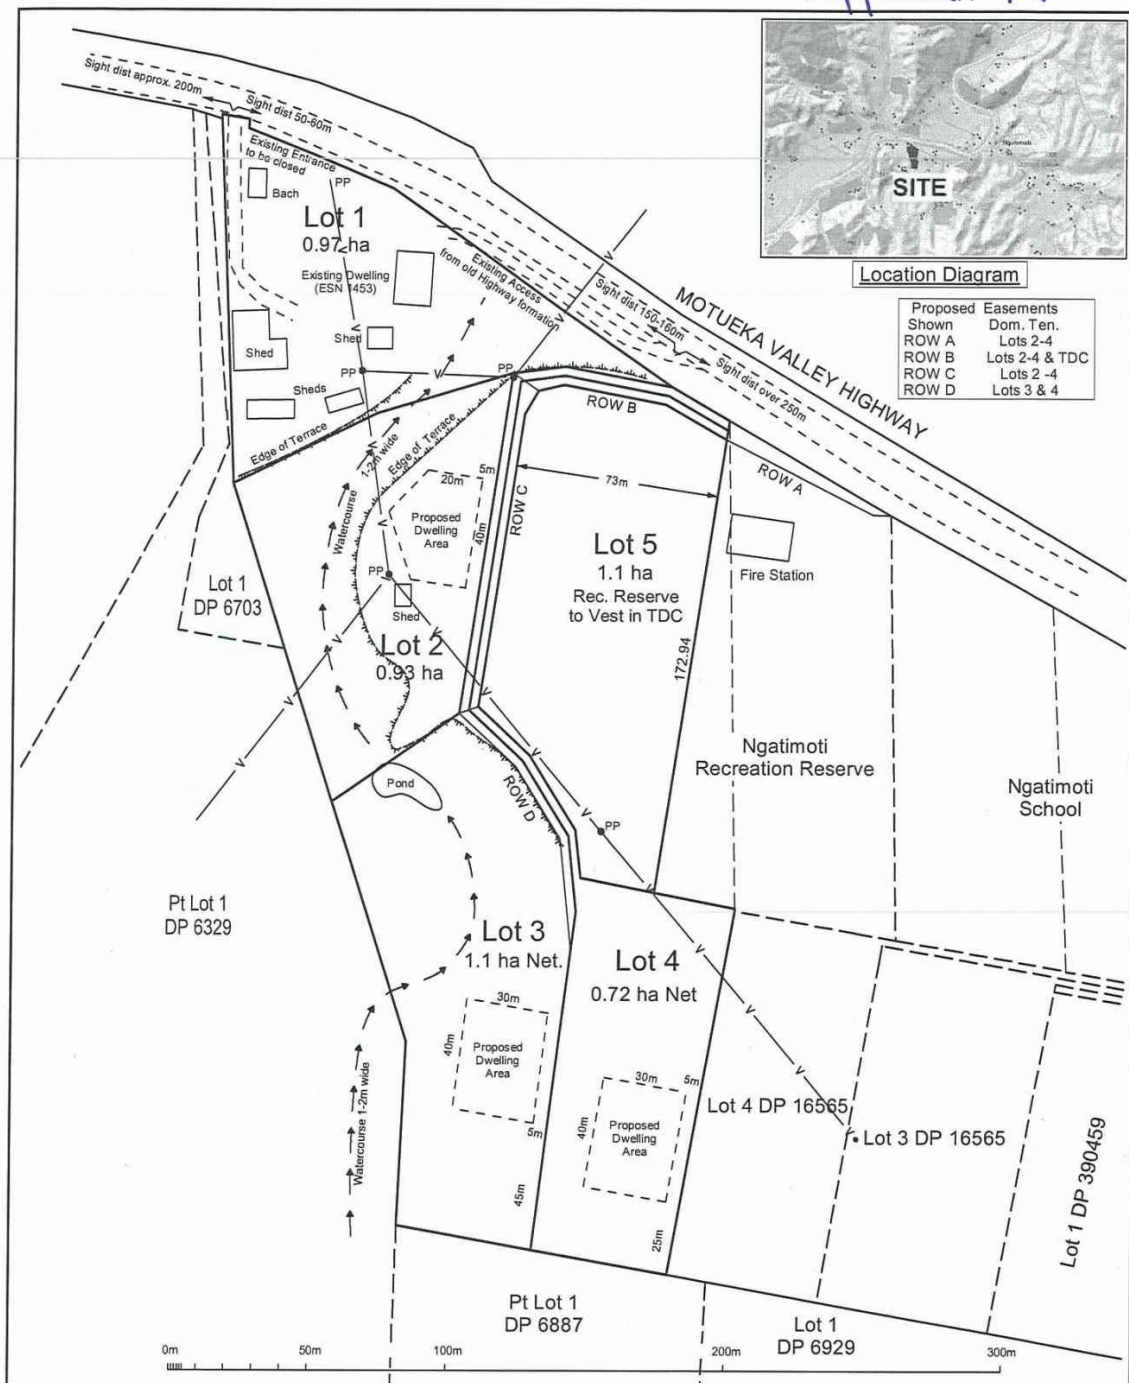 Sight dist approx. 200m
Sight dist 50-60m
Existing Entrance
to be closed
PP
Bach
Lot 1
0.97 ha
Existing Dwelling
(ESN 1453)
Shed
Shed
Sheds
PP
PP
Existing Access
from old Highway formation
Sight dist 150-160m
Sight dist over 250m
MOTUEKA VALLEY HIGHWAY
SITE
Location Diagram
Proposed Easements
Shown Dom. Ten.
ROW A Lots 2-4
ROW B Lots 2-4 & TDC
ROW C Lots 2 -4
ROW D Lots 3 & 4
Edge of Terrace
1-2m wide
Edge of Terrace
Watercourse
ROW B
ROW A
ROW C
73m
5m
20m
40m
Proposed
Dwelling
Area
Lot 5
1.1 ha
Rec. Reserve
to Vest in TDC
Fire Station
172.94
Lot 1
DP 6703
PP
Shed
Lot 2
0.93 ha
Ngatimoti
Recreation Reserve
Ngatimoti
School
Pond
ROW D
PP
Pt Lot 1
DP 6329
Lot 3
1.1 ha Net.
Lot 4
0.72 ha Net
30m
40m
Proposed
Dwelling
Area
5m
45m
30m
5m
40m
Proposed
Dwelling
Area
25m
Watercourse 1-2m wide
Lot 4 DP 16565
Lot 3 DP 16565
Lot 1 DP 390459
Pt Lot 1
DP 6887
Lot 1
DP 6929
0m 50m 100m 200m 300m